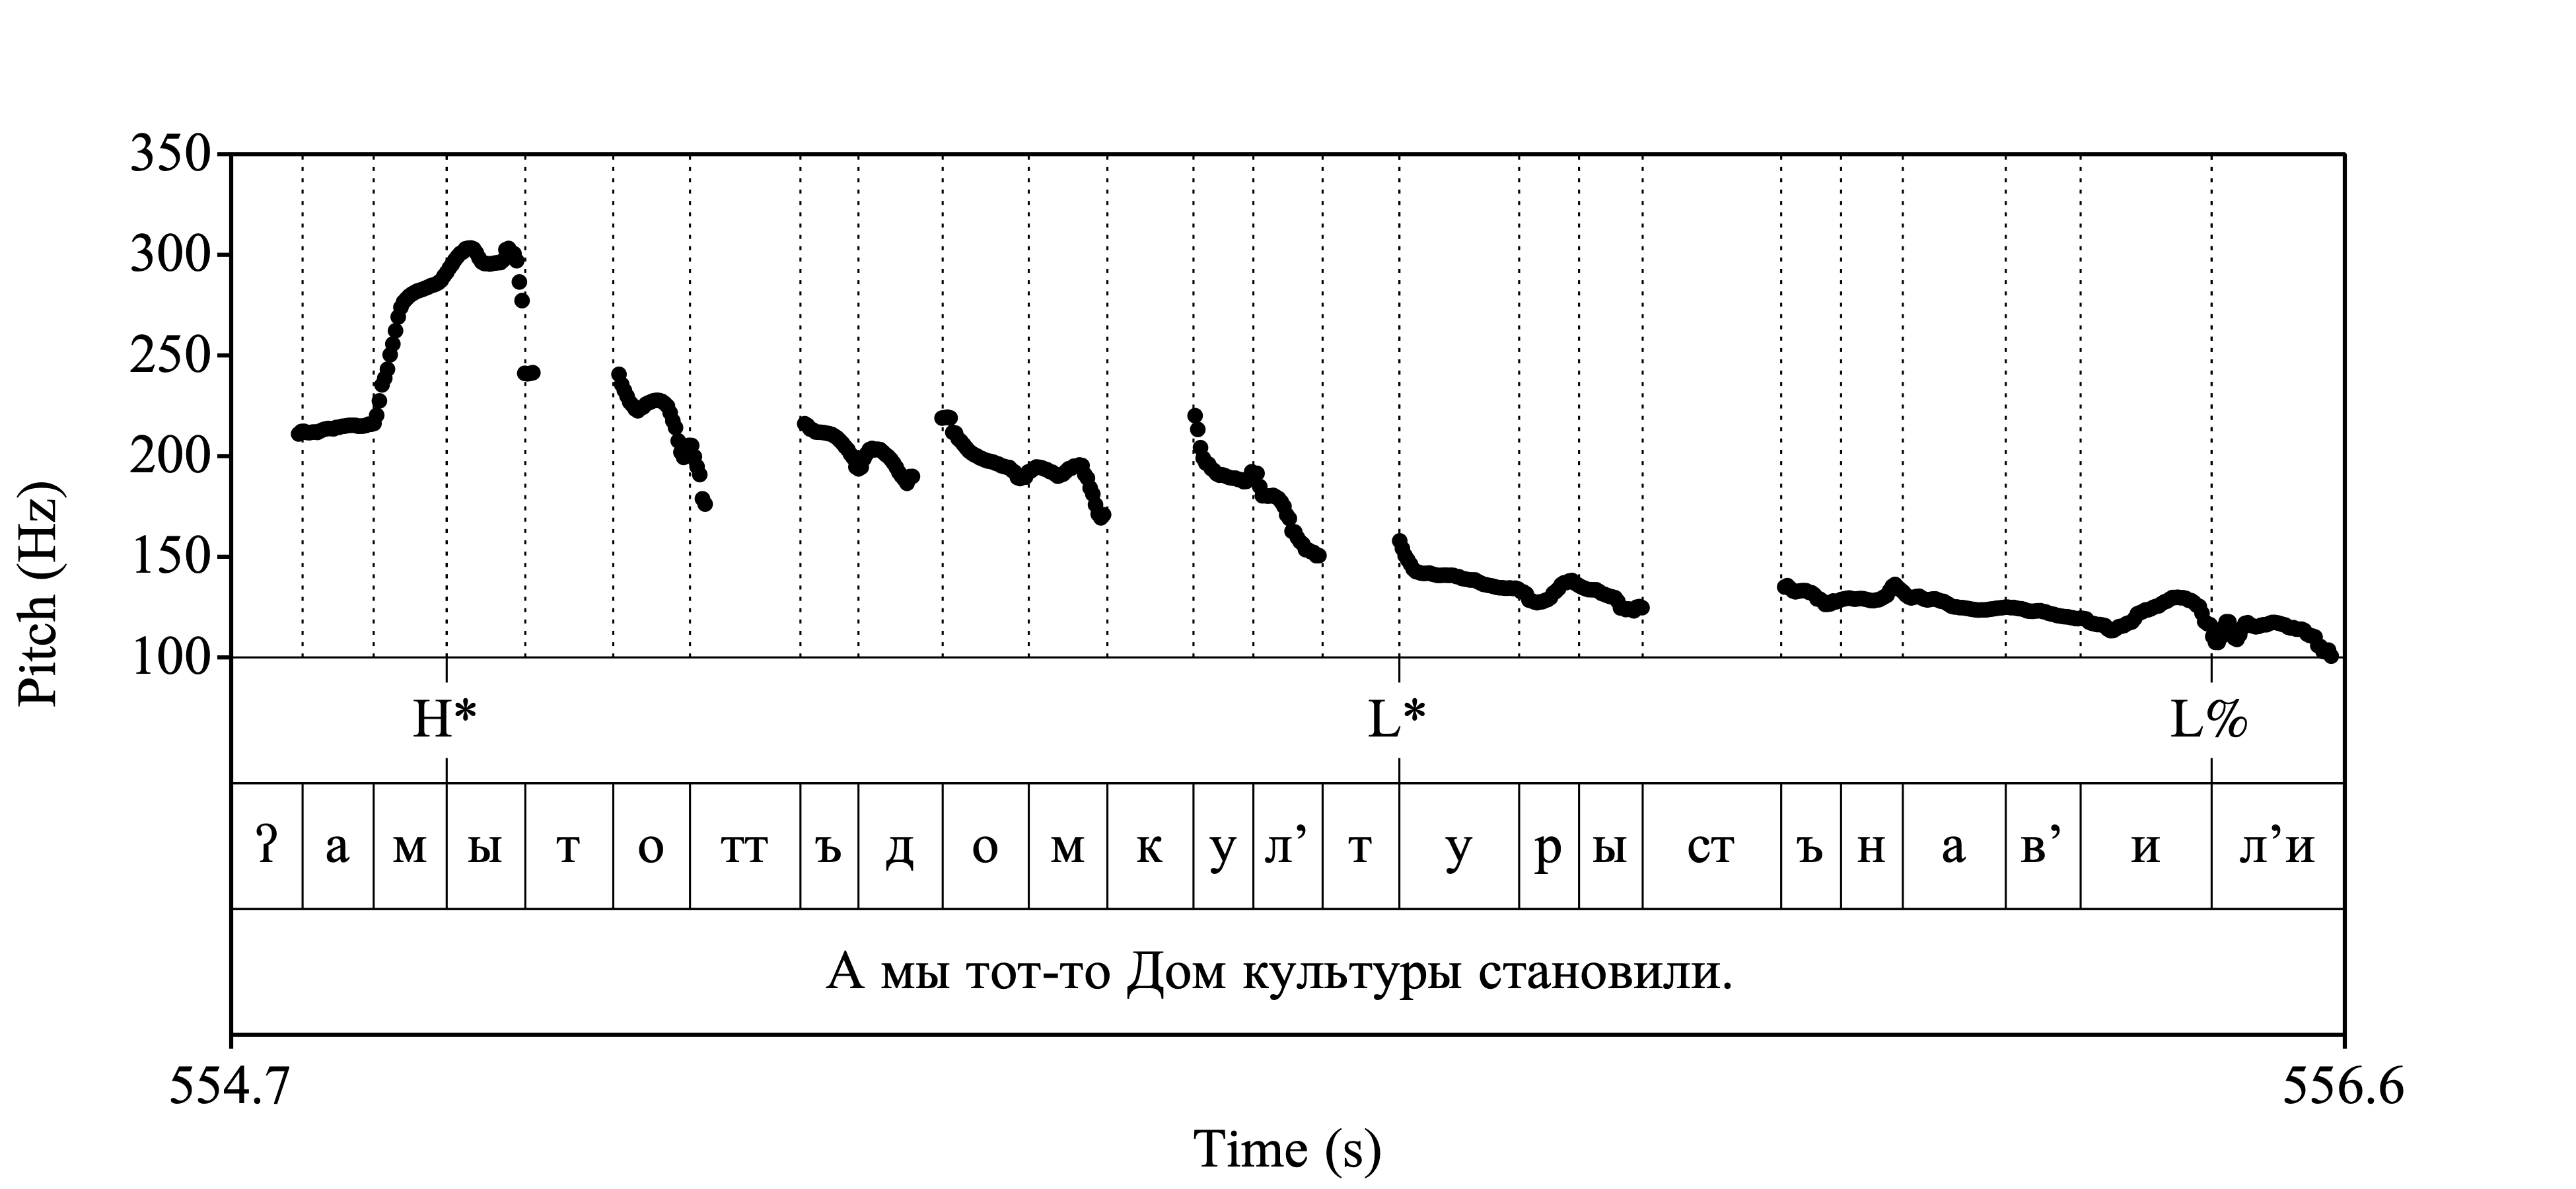 350
300
250
200
150
100
Pitch (Hz)
H* L* L%
ʔ а м ы т о тт ъ д о м к у л’ т у р ы ст ъ н а в’ и л’и
А мы тот-то Дом культуры становили.
554.7 556.6
Time (s)